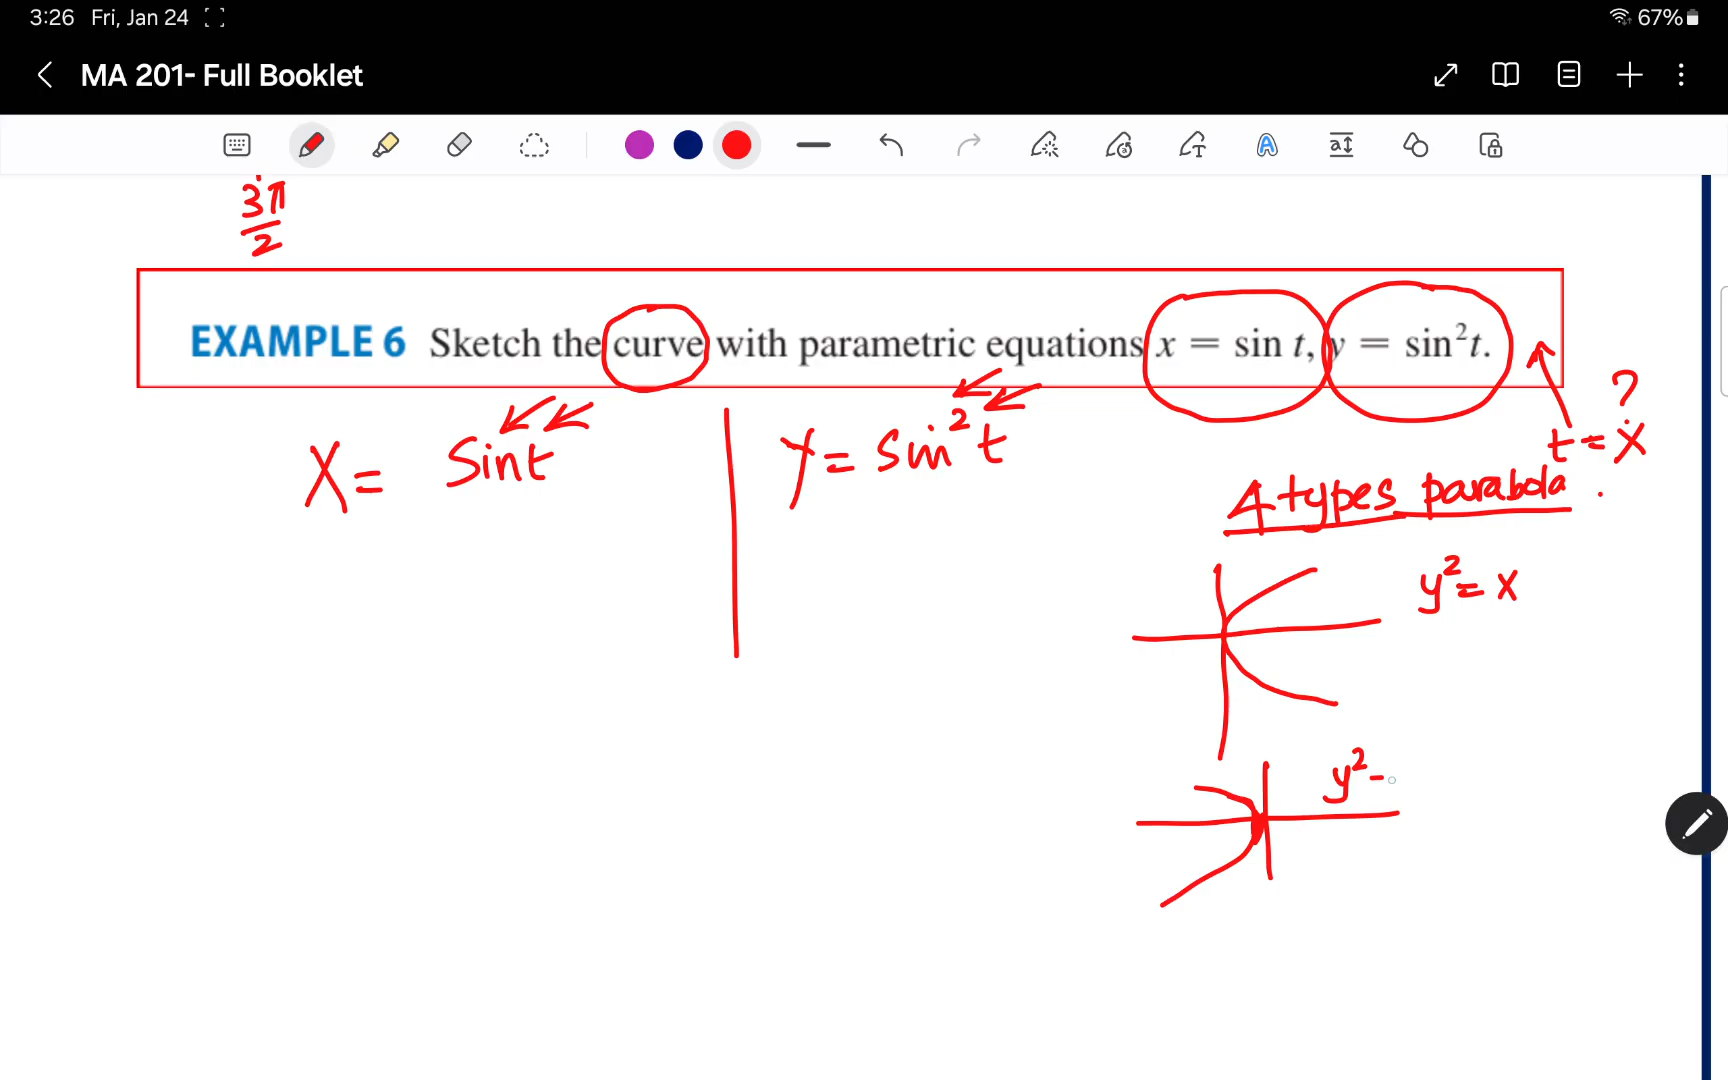 3:26 Fri, Jan 24
67%
MA 201- Full Booklet
3π/2
EXAMPLE 6 Sketch the curve with parametric equations x = sin t, y = sin²t.
?
X = Sint
Y = Sin²t
t = X
4 types parabola.
y² = x
y² -